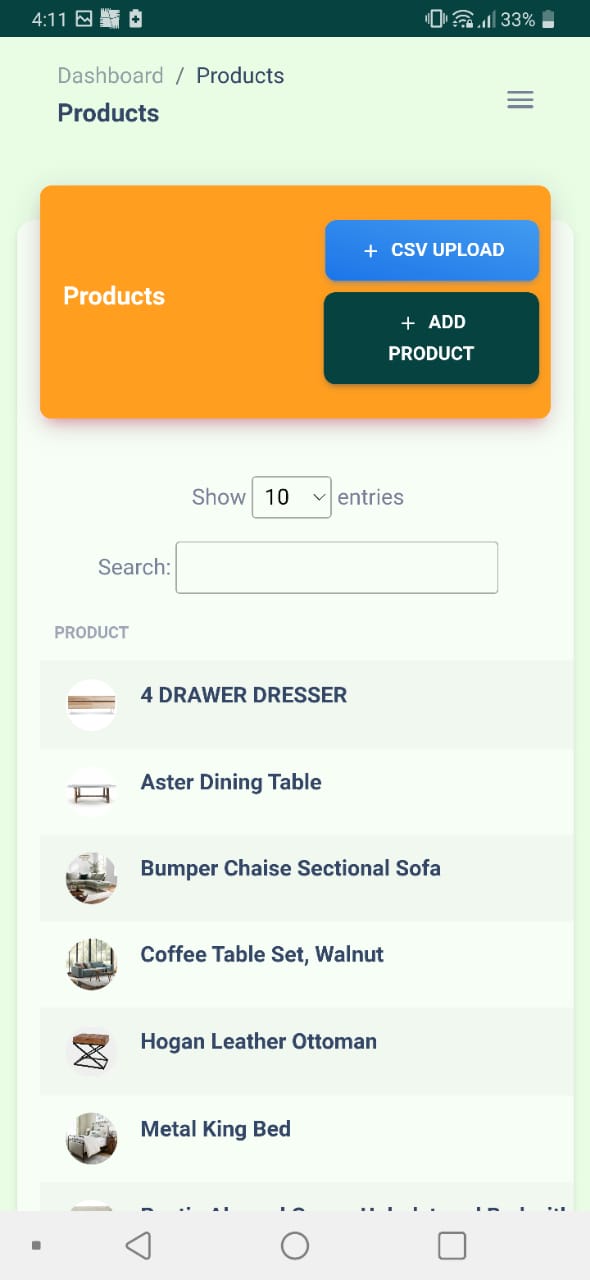 4:11 33%
Dashboard / Products
Products
Products
+ CSV UPLOAD
+ ADD
PRODUCT
Show 10 entries
Search:
PRODUCT
4 DRAWER DRESSER
Aster Dining Table
Bumper Chaise Sectional Sofa
Coffee Table Set, Walnut
Hogan Leather Ottoman
Metal King Bed